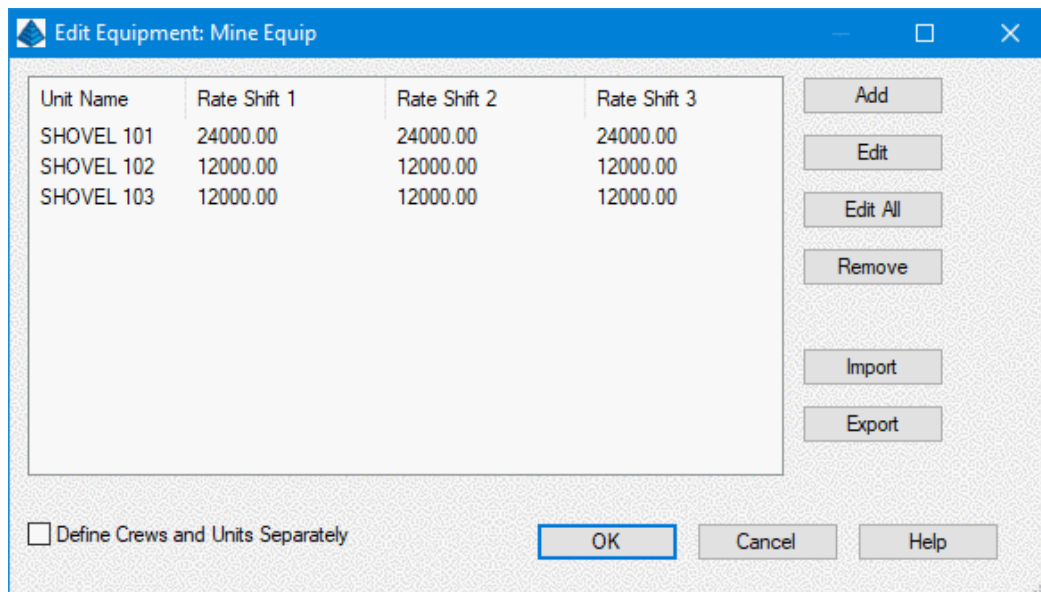 Edit Equipment: Mine Equip
Unit Name Rate Shift 1 Rate Shift 2 Rate Shift 3
SHOVEL 101 24000.00 24000.00 24000.00
SHOVEL 102 12000.00 12000.00 12000.00
SHOVEL 103 12000.00 12000.00 12000.00
Add
Edit
Edit All
Remove
Import
Export
Define Crews and Units Separately
OK Cancel Help